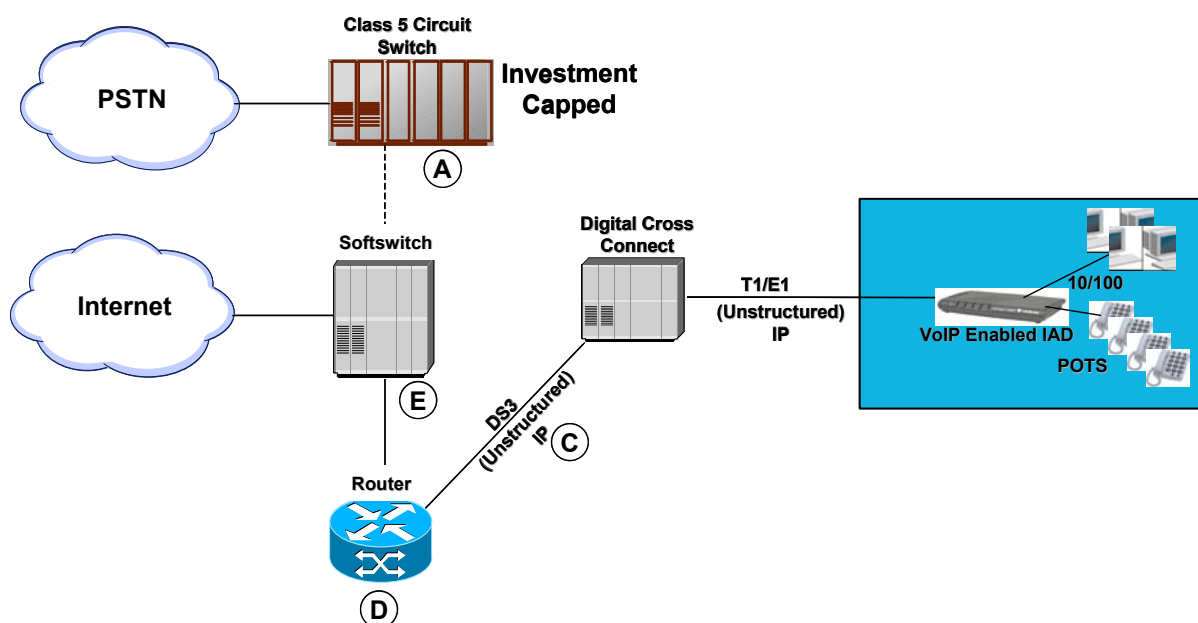 Class 5 Circuit
Switch
Investment
Capped
PSTN
A
Softswitch
Internet
E
Digital Cross
Connect
T1/E1
(Unstructured)
IP
10/100
VoIP Enabled IAD
POTS
DS3
(Unstructured)
IP
C
Router
D